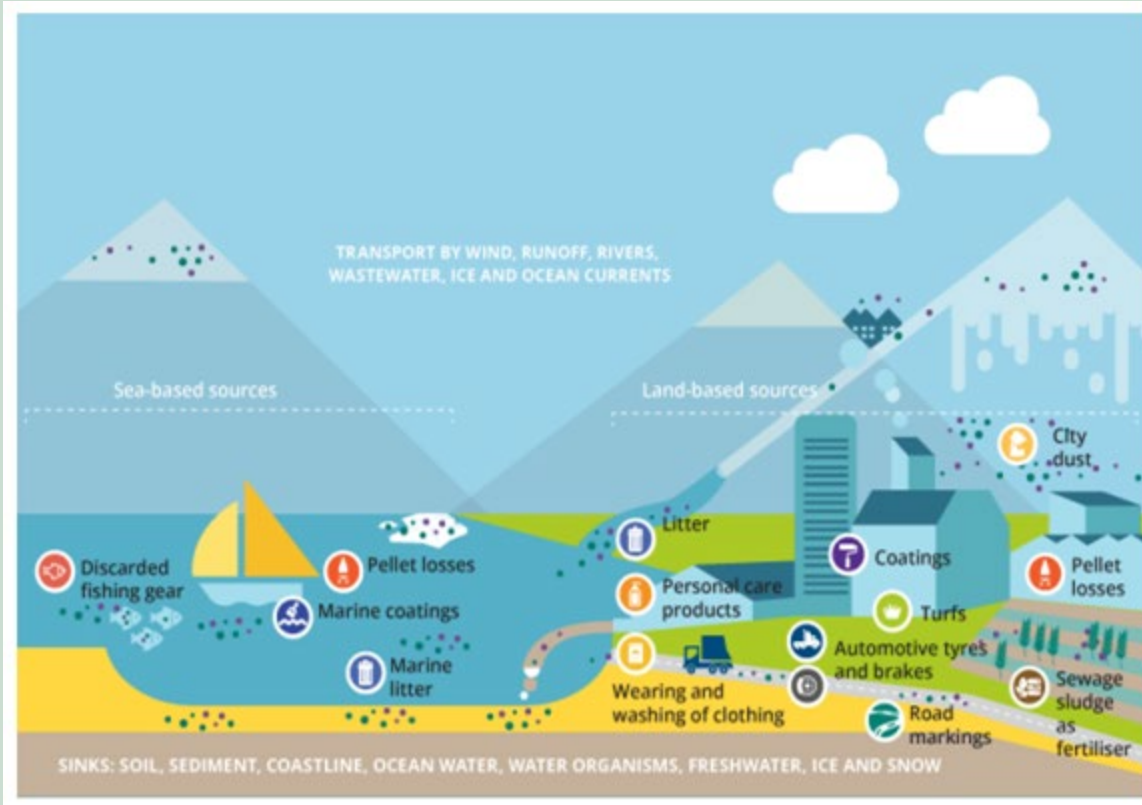 TRANSPORT BY WIND, RUNOFF, RIVERS,
WASTEWATER, ICE AND OCEAN CURRENTS
Sea-based sources
Land-based sources
CIty
dust
Litter
Discarded
fishing gear
Pellet losses
Coatings
Pellet
losses
Personal care
products
Marine coatings
Turfs
Automotive tyres
and brakes
Marine
litter
Wearing and
washing of clothing
Sewage
sludge
as
fertiliser
Road
markings
SINKS: SOIL, SEDIMENT, COASTLINE, OCEAN WATER, WATER ORGANISMS, FRESHWATER, ICE AND SNOW